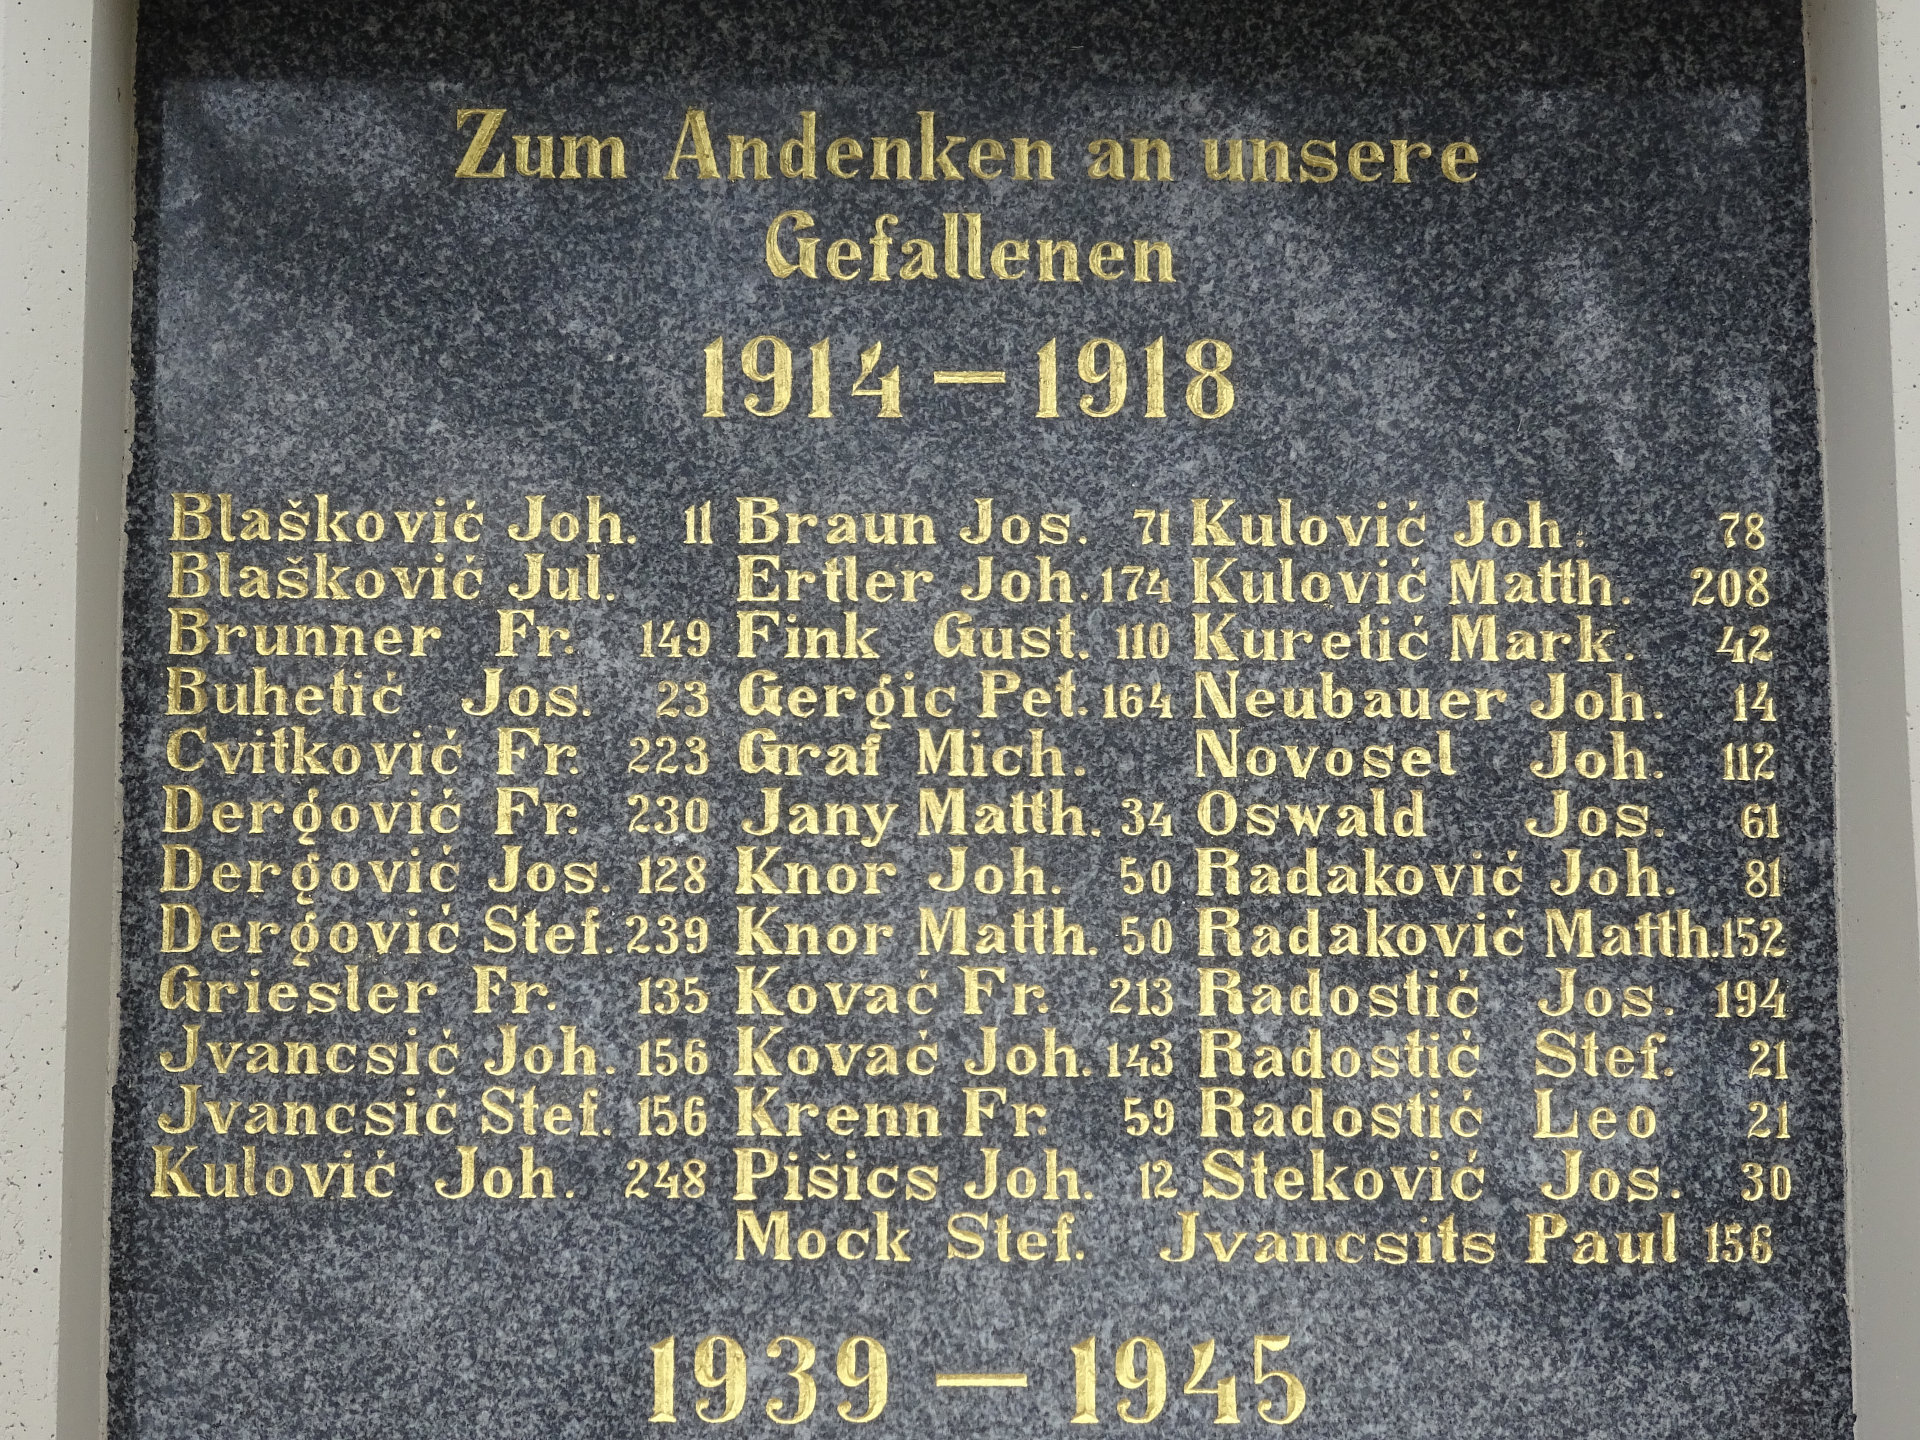 Zum Andenken an unsere
Gefallenen
1914 — 1918
Blašković Joh. 11 Braun Jos. 71 Kulović Joh. 78
Blašković Jul. Ertler Joh. 174 Kulović Matth. 208
Brunner Fr. 149 Fink Gust. 110 Kuretić Mark. 42
Buhetić Jos. 23 Gergic Pet. 164 Neubauer Joh. 14
Cvitković Fr. 223 Graf Mich. Novosel Joh. 112
Dergović Fr. 230 Jany Matth. 34 Oswald Jos. 61
Dergović Jos. 128 Knor Joh. 50 Radaković Joh. 81
Dergović Stef. 239 Knor Matth. 50 Radaković Matth. 152
Griesler Fr. 135 Kovač Fr. 213 Radostić Jos. 194
Jvancsić Joh. 156 Kovać Joh. 143 Radostić Stef. 21
Jvancsić Stef. 156 Krenn Fr. 59 Radostić Leo 21
Kulović Joh. 248 Pišics Joh. 12 Steković Jos. 30
Mock Stef. Jvancsits Paul 156
1939 — 1945